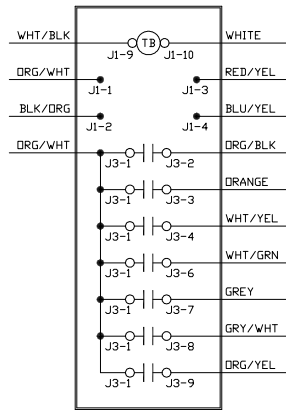 WHT/BLK TB WHITE
J1-9 J1-10
ORG/WHT RED/YEL
J1-1 J1-3
BLK/ORG BLU/YEL
J1-2 J1-4
ORG/WHT ORG/BLK
J3-1 J3-2
ORANGE
J3-1 J3-3
WHT/YEL
J3-1 J3-4
WHT/GRN
J3-1 J3-6
GREY
J3-1 J3-7
GRY/WHT
J3-1 J3-8
ORG/YEL
J3-1 J3-9